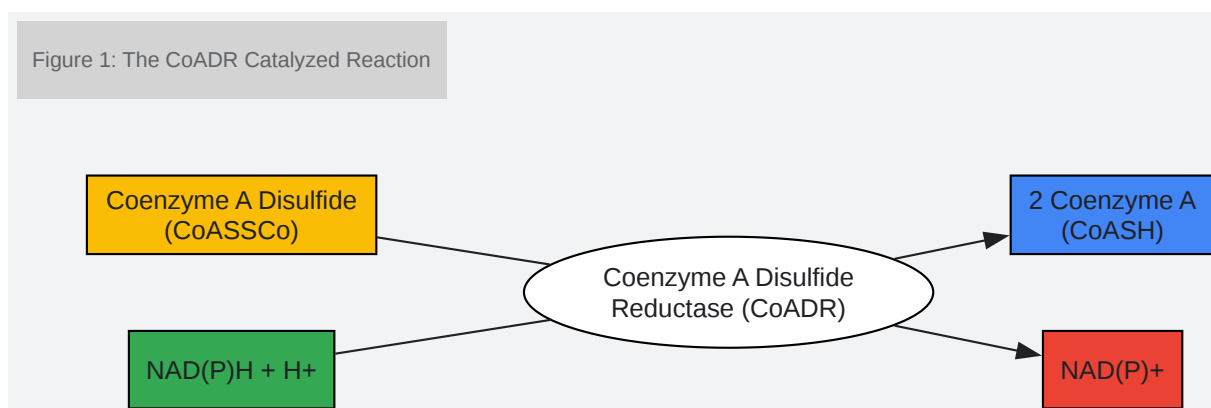 Figure 1: The CoADR Catalyzed Reaction
Coenzyme A Disulfide
(CoASSCo)
2 Coenzyme A
(CoASH)
Coenzyme A Disulfide
Reductase (CoADR)
NAD(P)H + H+
NAD(P)+